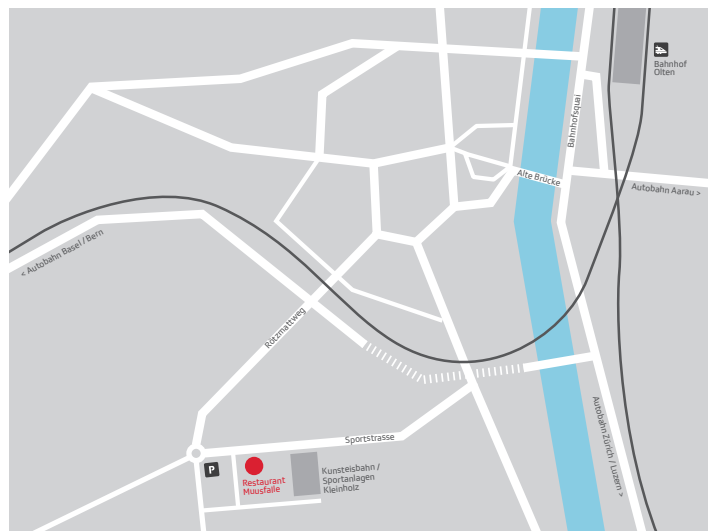 Bahnhof
Olten
Bahnhofsquai
Alte Brücke
Autobahn Aarau >
< Autobahn Basel / Bern
Rötzmattweg
Sportstrasse
Autobahn Zürich / Luzern >
P
Restaurant
Muusfalle
Kunsteisbahn /
Sportanlagen
Kleinholz